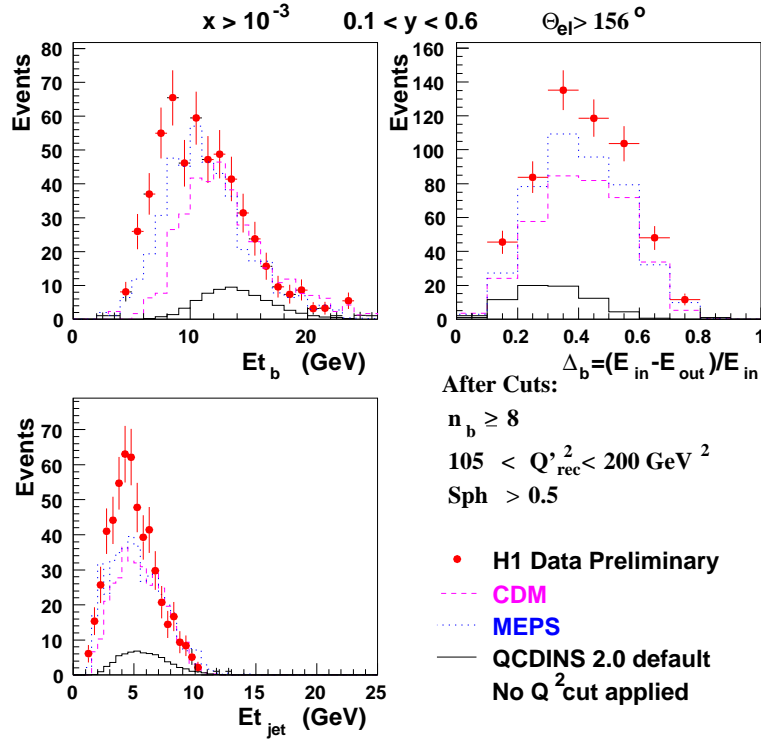 x > 10⁻³ 0.1 < y < 0.6 Θel > 156 °
Events
80
70
60
50
40
30
20
10
0
0 10 20
Et b (GeV)
Events
160
140
120
100
80
60
40
20
0
0 0.2 0.4 0.6 0.8 1
Δb=(E in-E out)/E in
After Cuts:
n b ≥ 8
105 < Q'rec² < 200 GeV ²
Sph > 0.5
Events
70
60
50
40
30
20
10
0
0 5 10 15 20 25
Et jet (GeV)
H1 Data Preliminary
CDM
MEPS
QCDINS 2.0 default
No Q ²cut applied